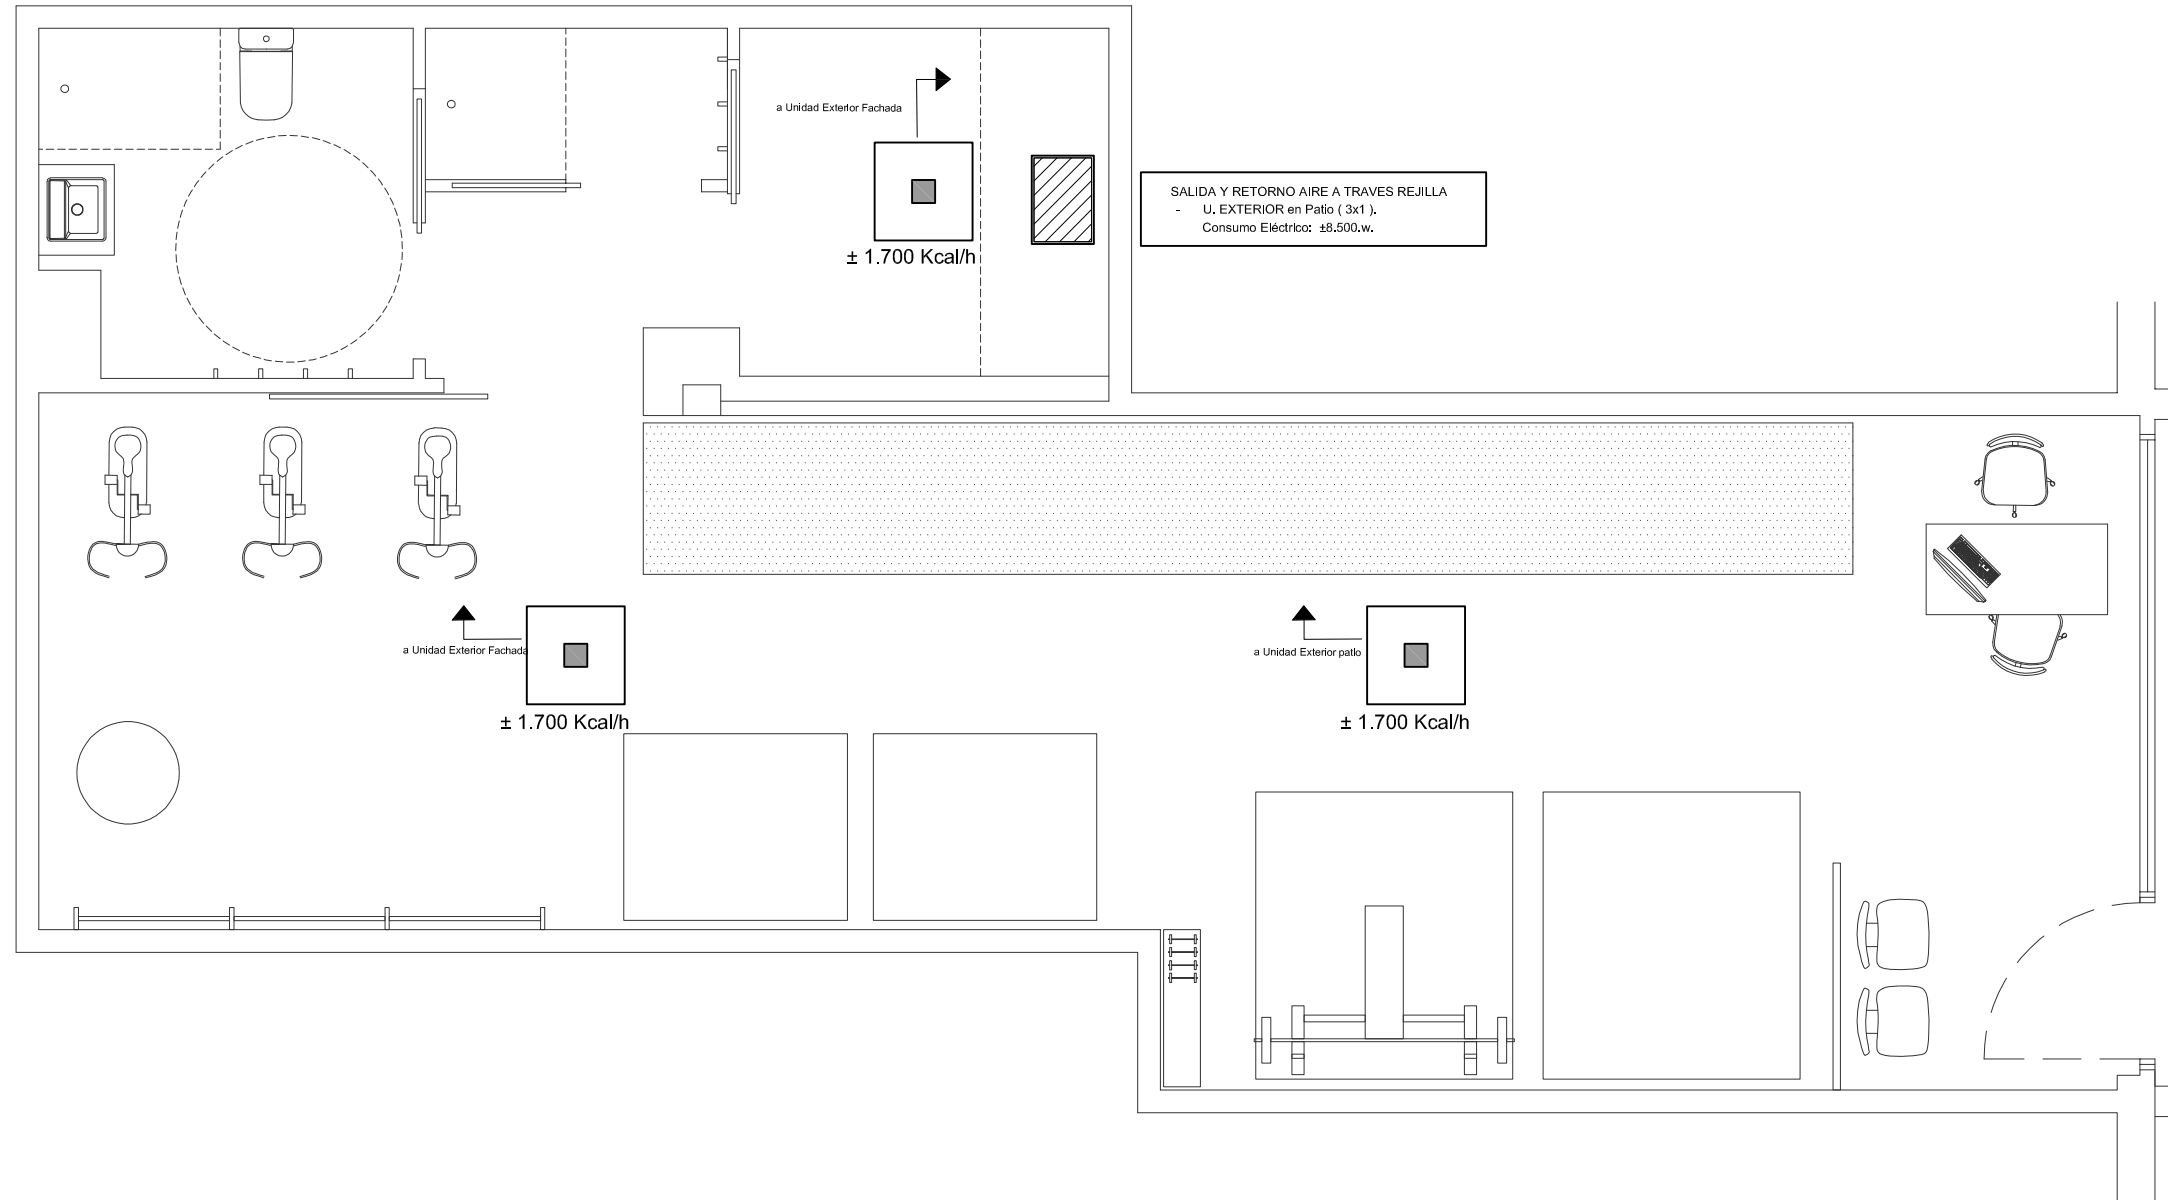 a Unidad Exterior Fachada
± 1.700 Kcal/h
SALIDA Y RETORNO AIRE A TRAVES REJILLA
- U. EXTERIOR en Patio ( 3x1 ).
Consumo Eléctrico: ±8.500.w.
a Unidad Exterior Fachada
± 1.700 Kcal/h
a Unidad Exterior patio
± 1.700 Kcal/h